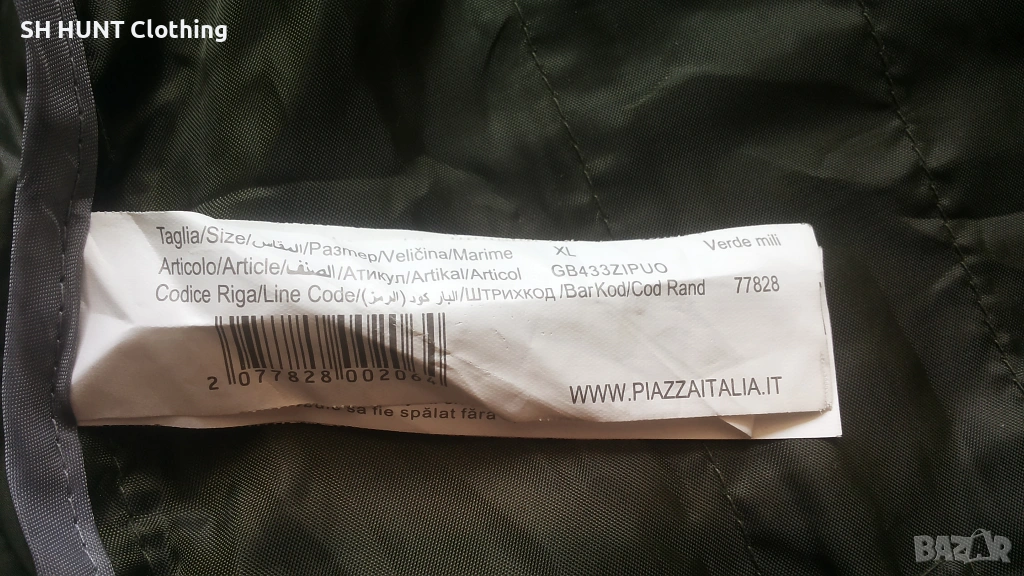 SH HUNT Clothing
Taglia/Size/المقاس/Размер/Veličina/Marime XL Verde mili
Articolo/Article/الصنف/Атикул/Artikal/Articol GB433ZIPUO
Codice Riga/Line Code/(البار كود (الرمز/Штрихкод /BarKod/Cod Rand 77828
2 077828 002064
WWW.PIAZZAITALIA.IT
sa fie spălat fără
BAZAR